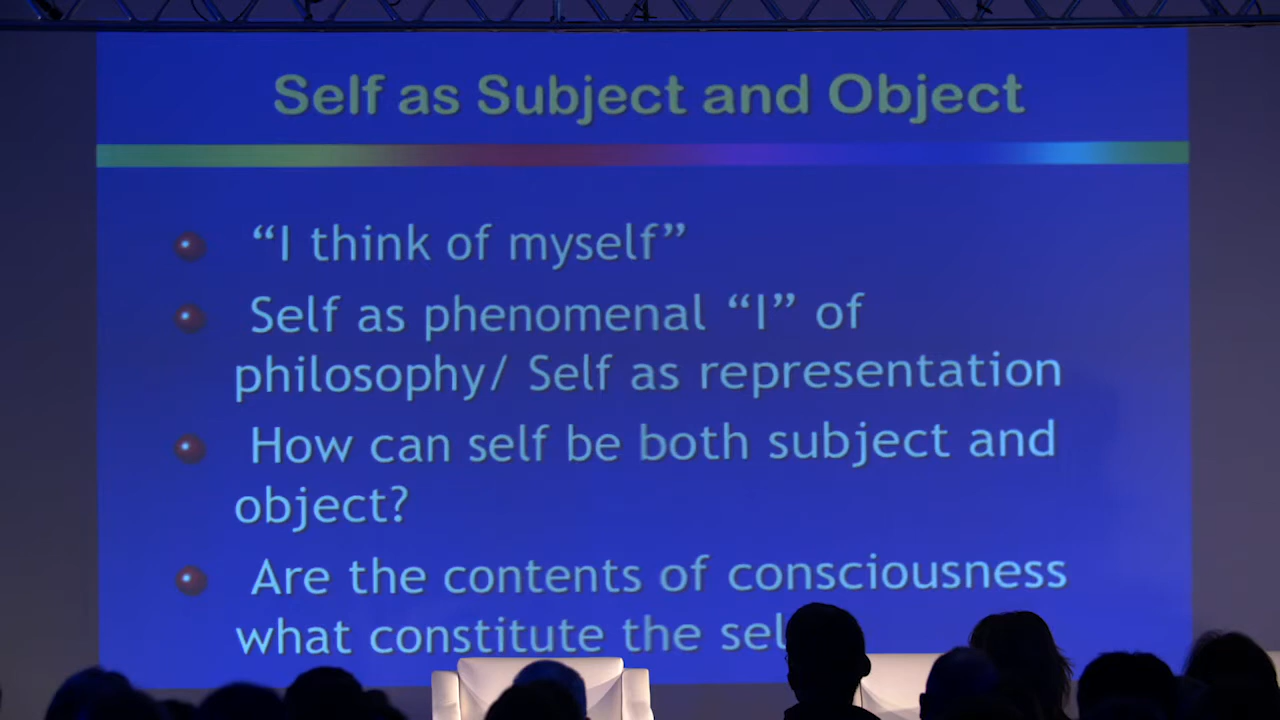 Self as Subject and Object
“I think of myself”
Self as phenomenal “I” of
philosophy/ Self as representation
How can self be both subject and
object?
Are the contents of consciousness
what constitute the